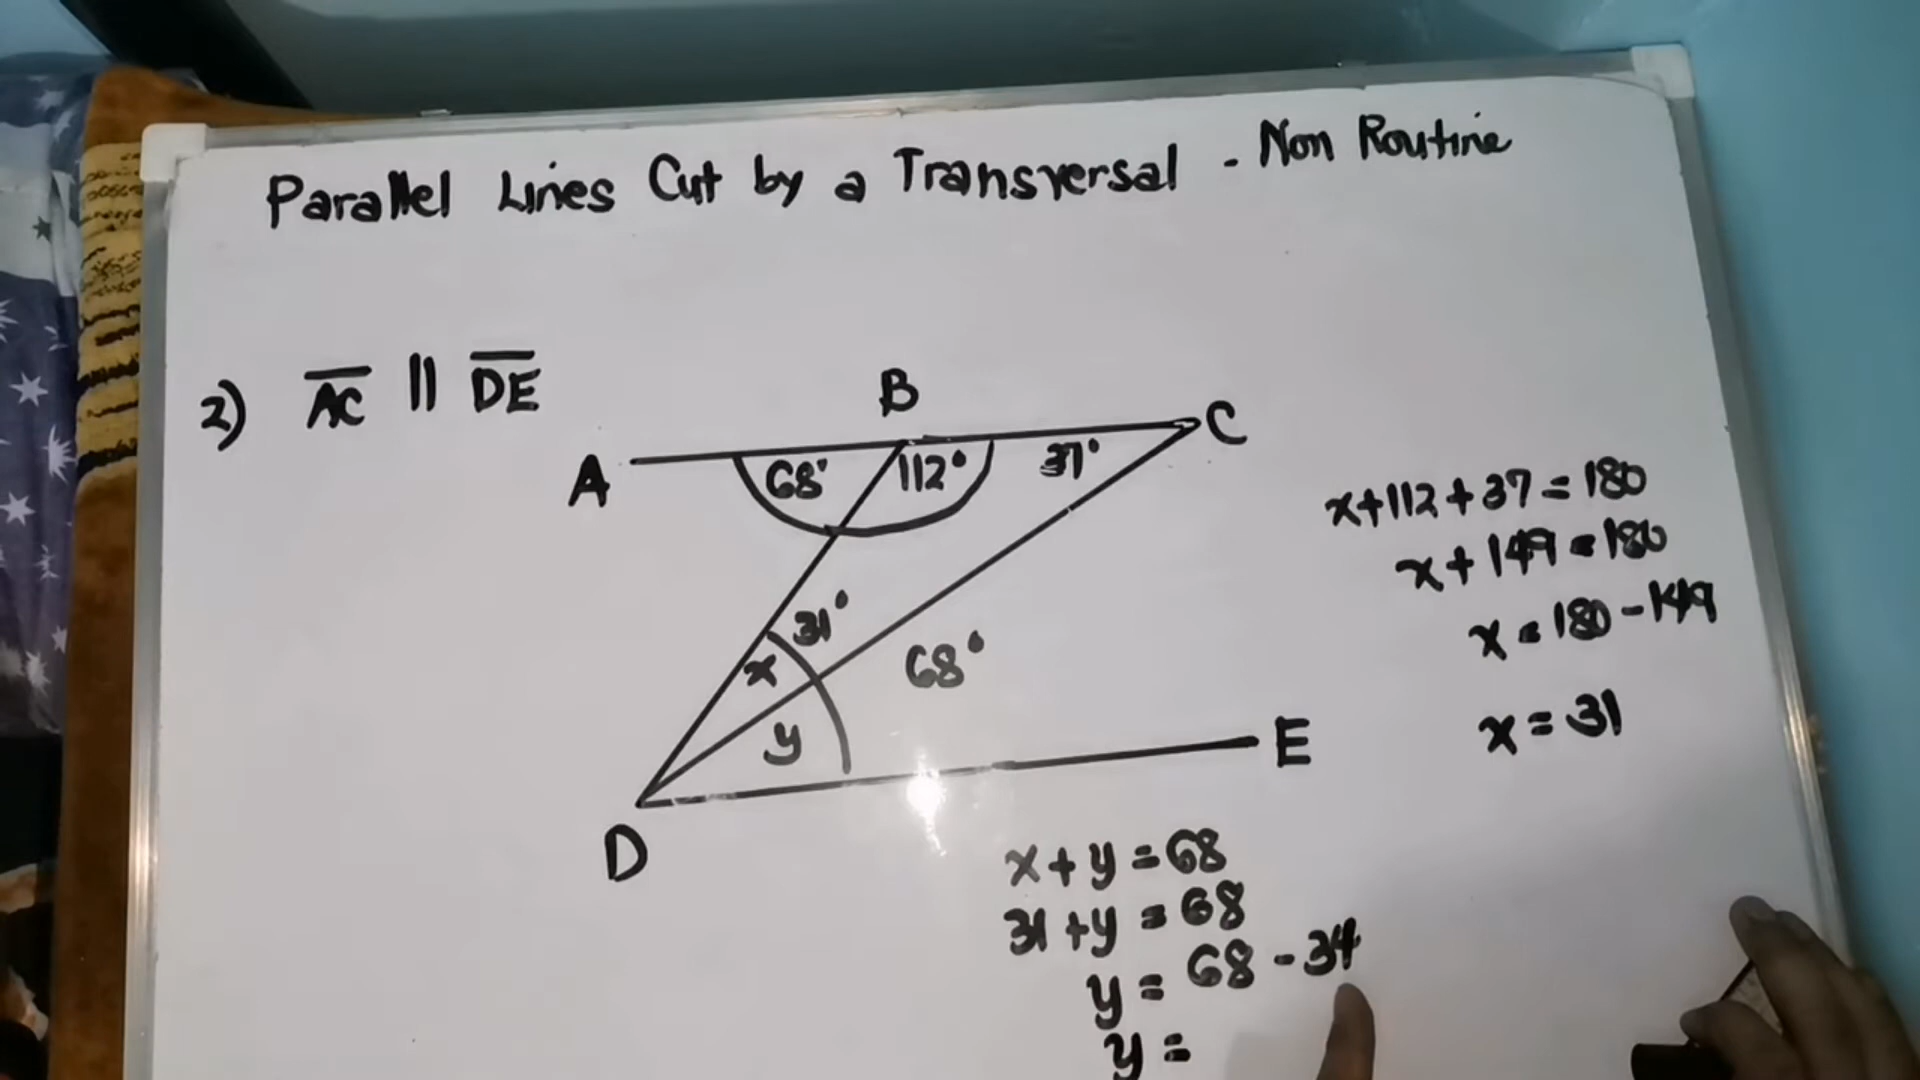 Parallel Lines Cut by a Transversal - Non Routine
2) AC || DE
B
C
A
68°
112°
37°
31°
x
68°
y
E
D
x+112+37=180
x+149=180
x=180-149
x=31
x+y=68
31+y=68
y=68-34
y=